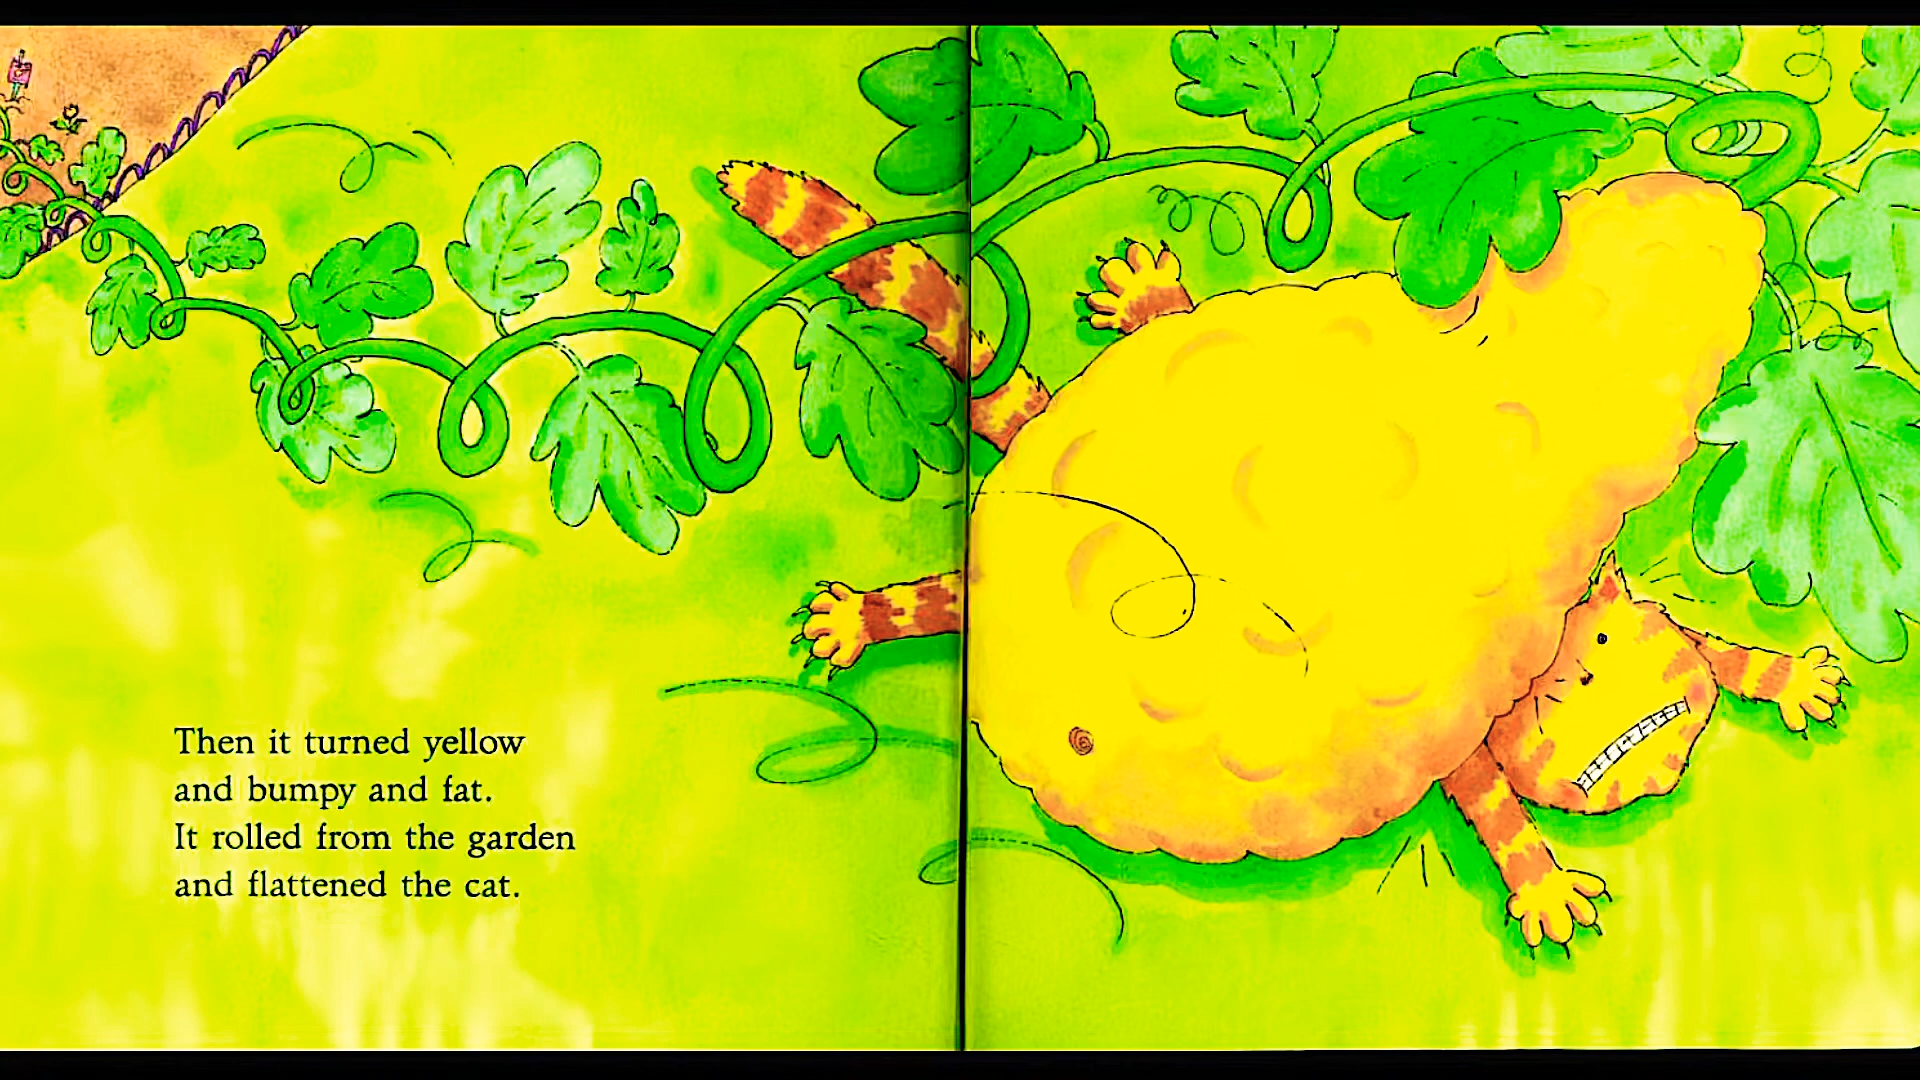 Then it turned yellow
and bumpy and fat.
It rolled from the garden
and flattened the cat.